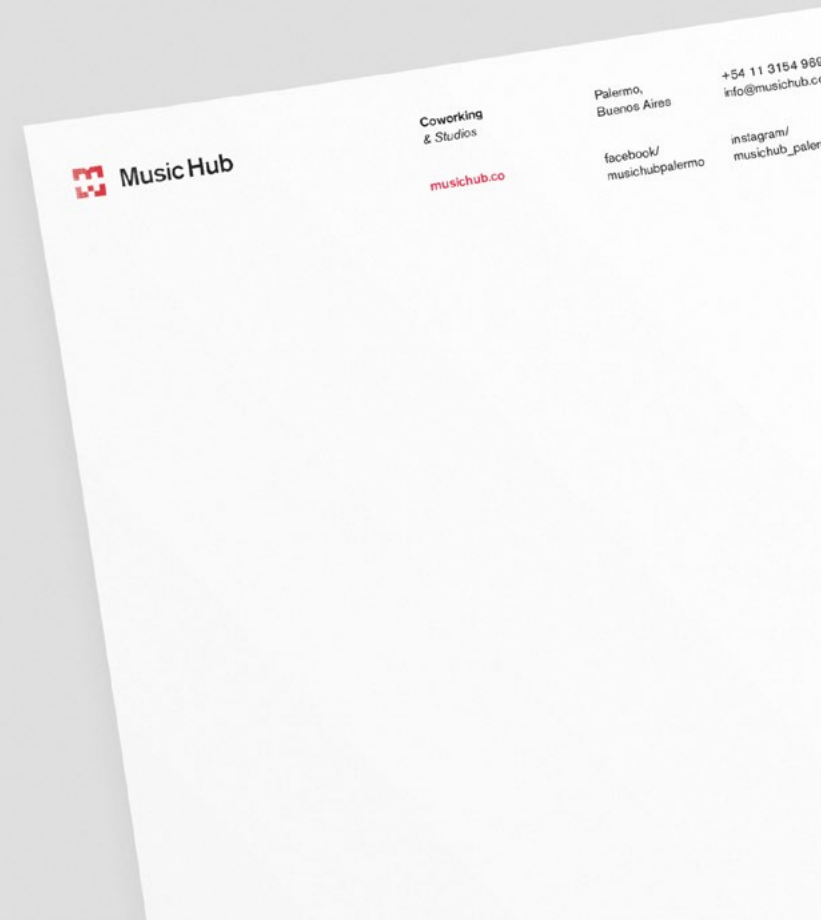 Music Hub
Coworking
& Studios
musichub.co
Palermo,
Buenos Aires
facebook/
musichubpalermo
+54 11 3154
instagram/